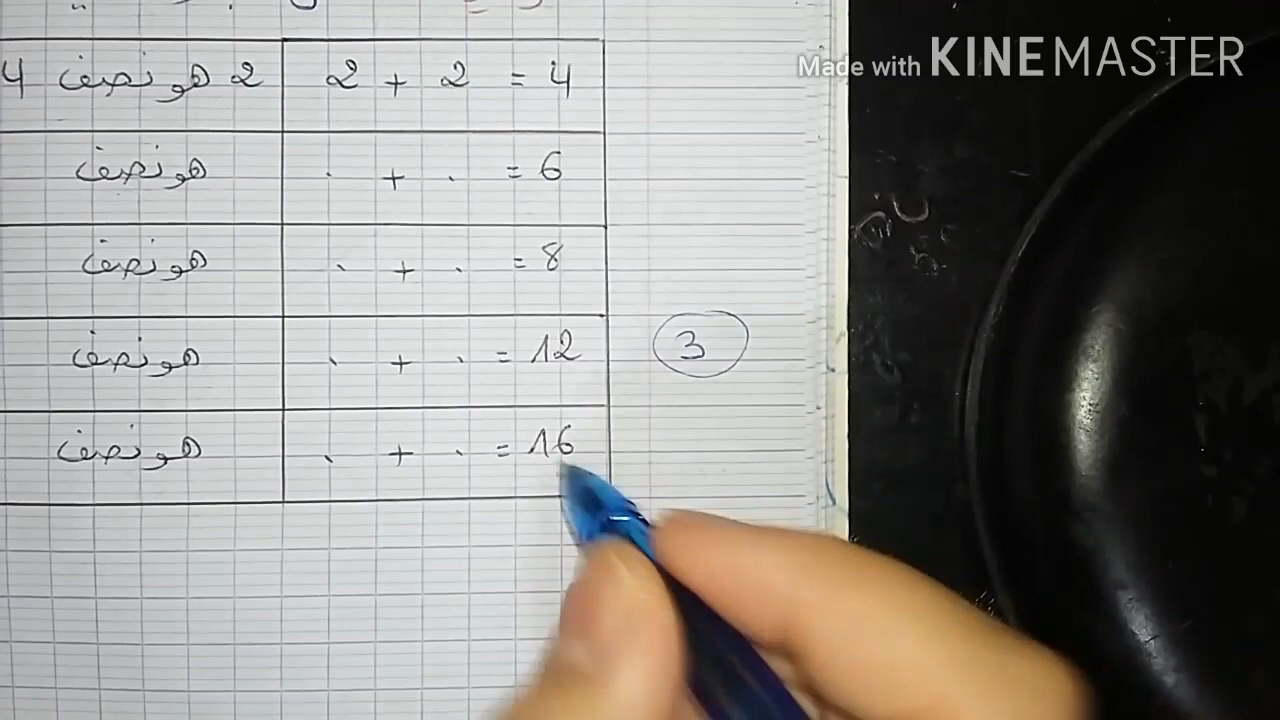 Made with KINEMASTER
2 هو نصف 4 2 + 2 = 4
هو نصف . + . = 6
هو نصف . + . = 8
هو نصف . + . = 12
3
هو نصف . + . = 16